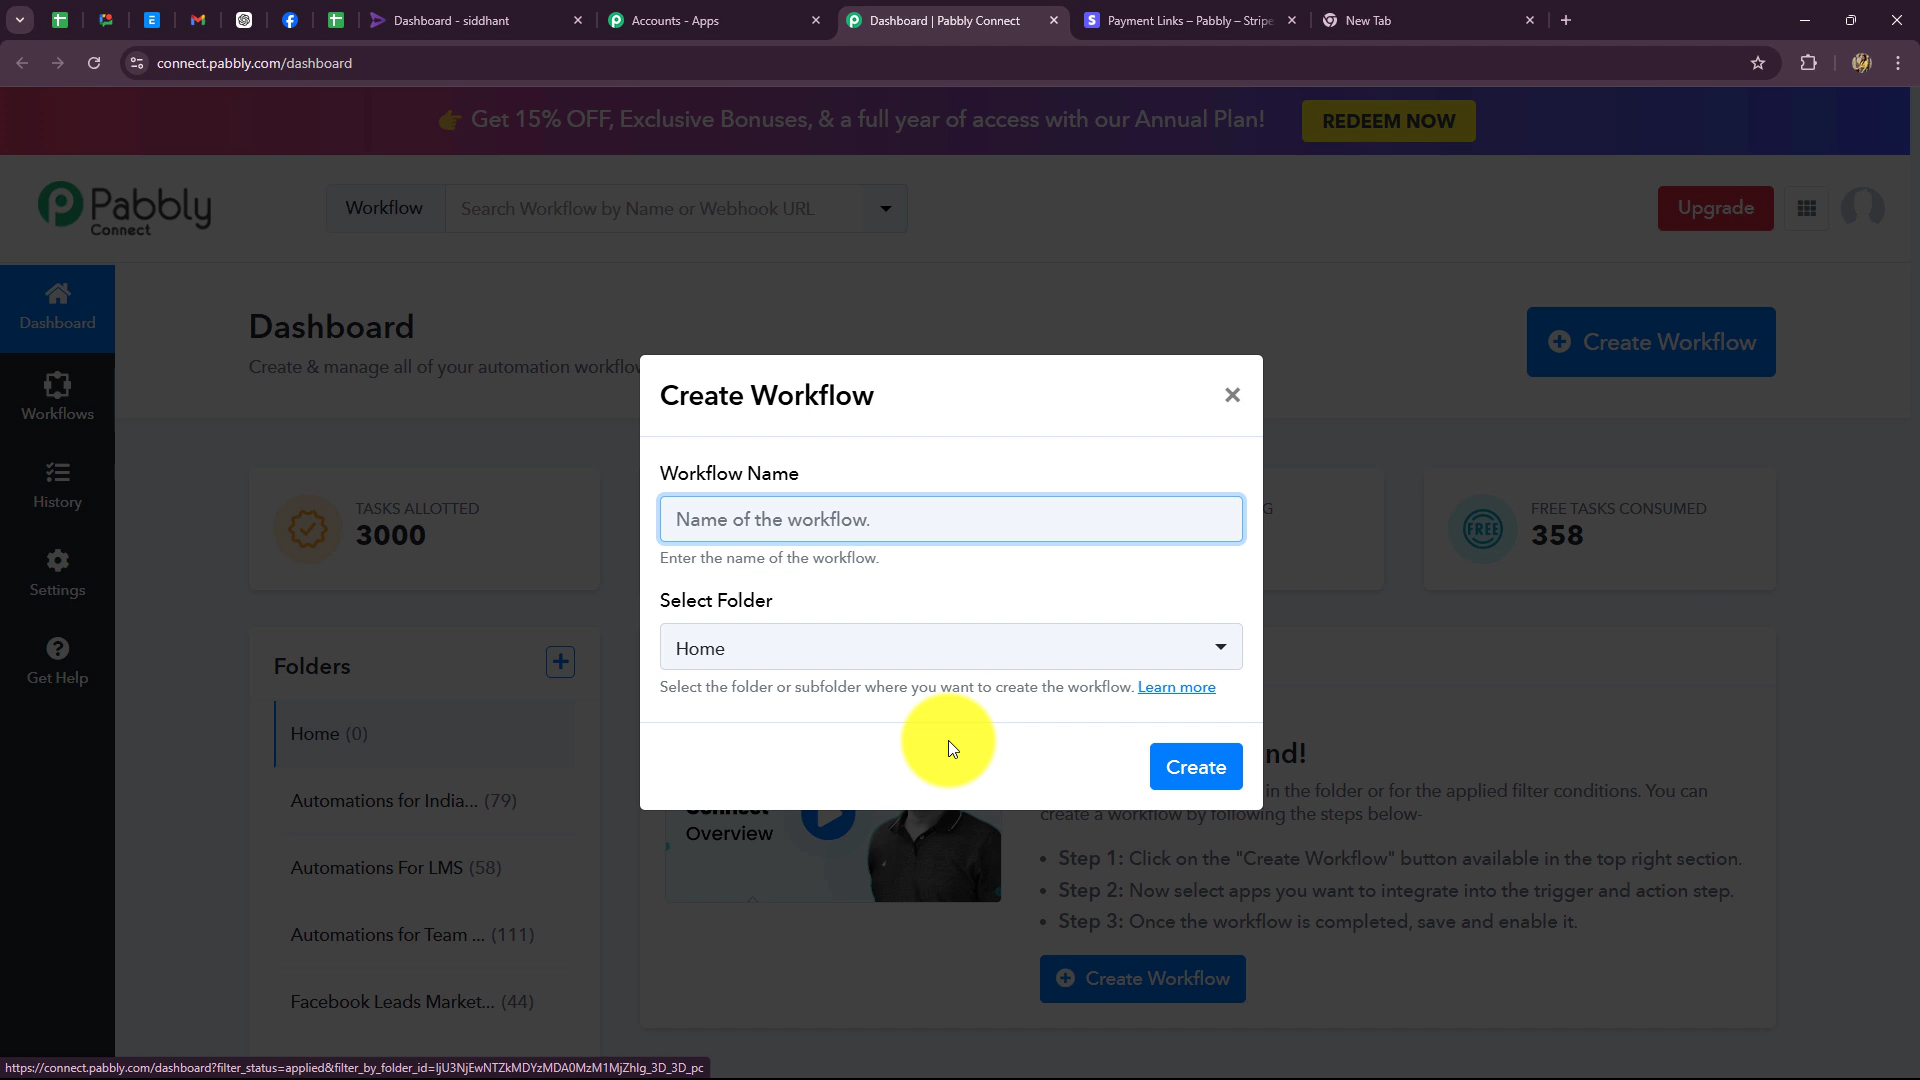 Dashboard - siddhant
Accounts - Apps
Dashboard | Pabbly Connect
Payment Links – Pabbly – Stripe
New Tab
connect.pabbly.com/dashboard
👉 Get 15% OFF, Exclusive Bonuses, & a full year of access with our Annual Plan!
REDEEM NOW
Pabbly
Connect
Workflow
Search Workflow by Name or Webhook URL
Upgrade
Dashboard
Workflows
History
Settings
Get Help
Dashboard
Create & manage all of your automation workflow
Create Workflow
TASKS ALLOTTED
3000
G
FREE
FREE TASKS CONSUMED
358
Folders
Home (0)
Automations for India... (79)
Automations For LMS (58)
Automations for Team ... (111)
Facebook Leads Market... (44)
Create Workflow
Workflow Name
Name of the workflow.
Enter the name of the workflow.
Select Folder
Home
Select the folder or subfolder where you want to create the workflow. Learn more
Create
Connect
Overview
nd!
in the folder or for the applied filter conditions. You can
create a workflow by following the steps below-
• Step 1: Click on the "Create Workflow" button available in the top right section.
• Step 2: Now select apps you want to integrate into the trigger and action step.
• Step 3: Once the workflow is completed, save and enable it.
Create Workflow